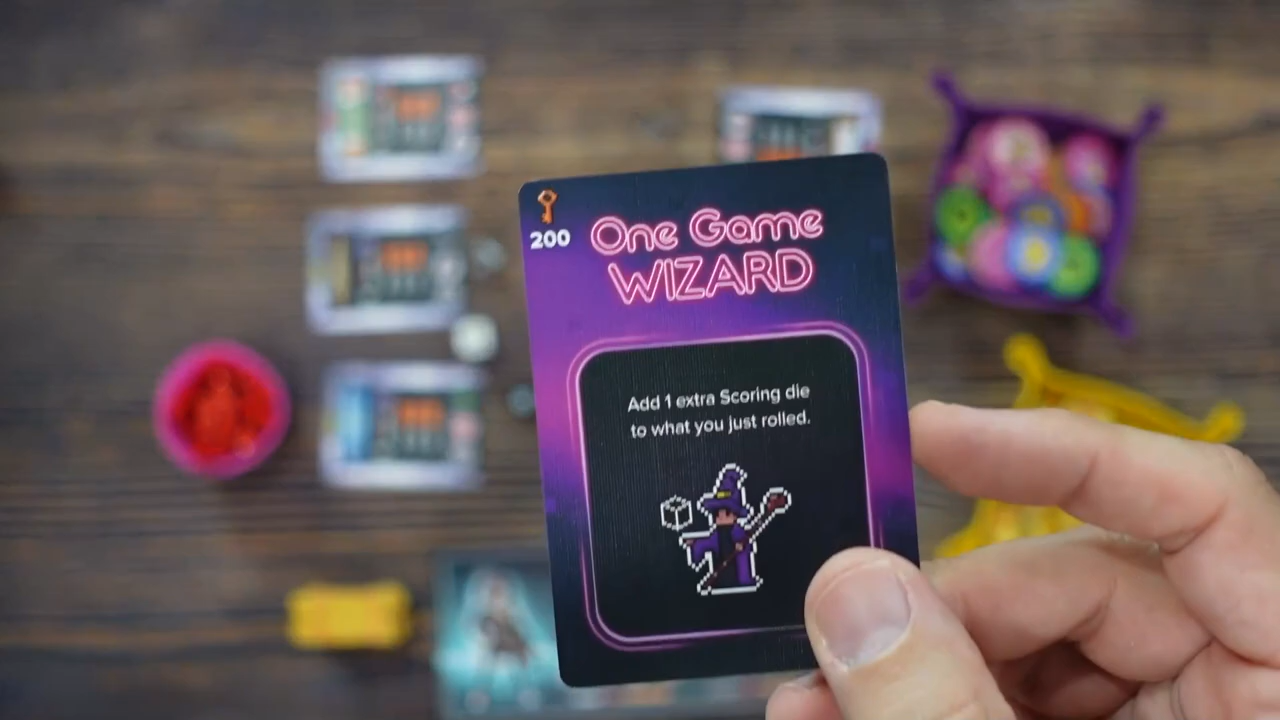 200
One Game
WIZARD
Add 1 extra Scoring die
to what you just rolled.